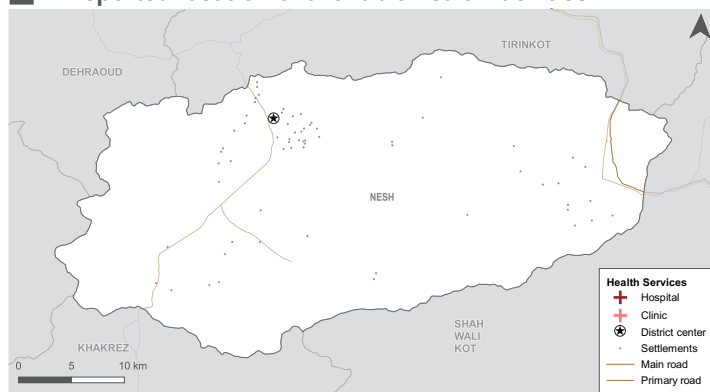 TIRINKOT
DEHRAOUD
NESH
SHAH
WALI
KOT
KHAKREZ
0 5 10 km
Health Services
Hospital
Clinic
District center
Settlements
Main road
Primary road